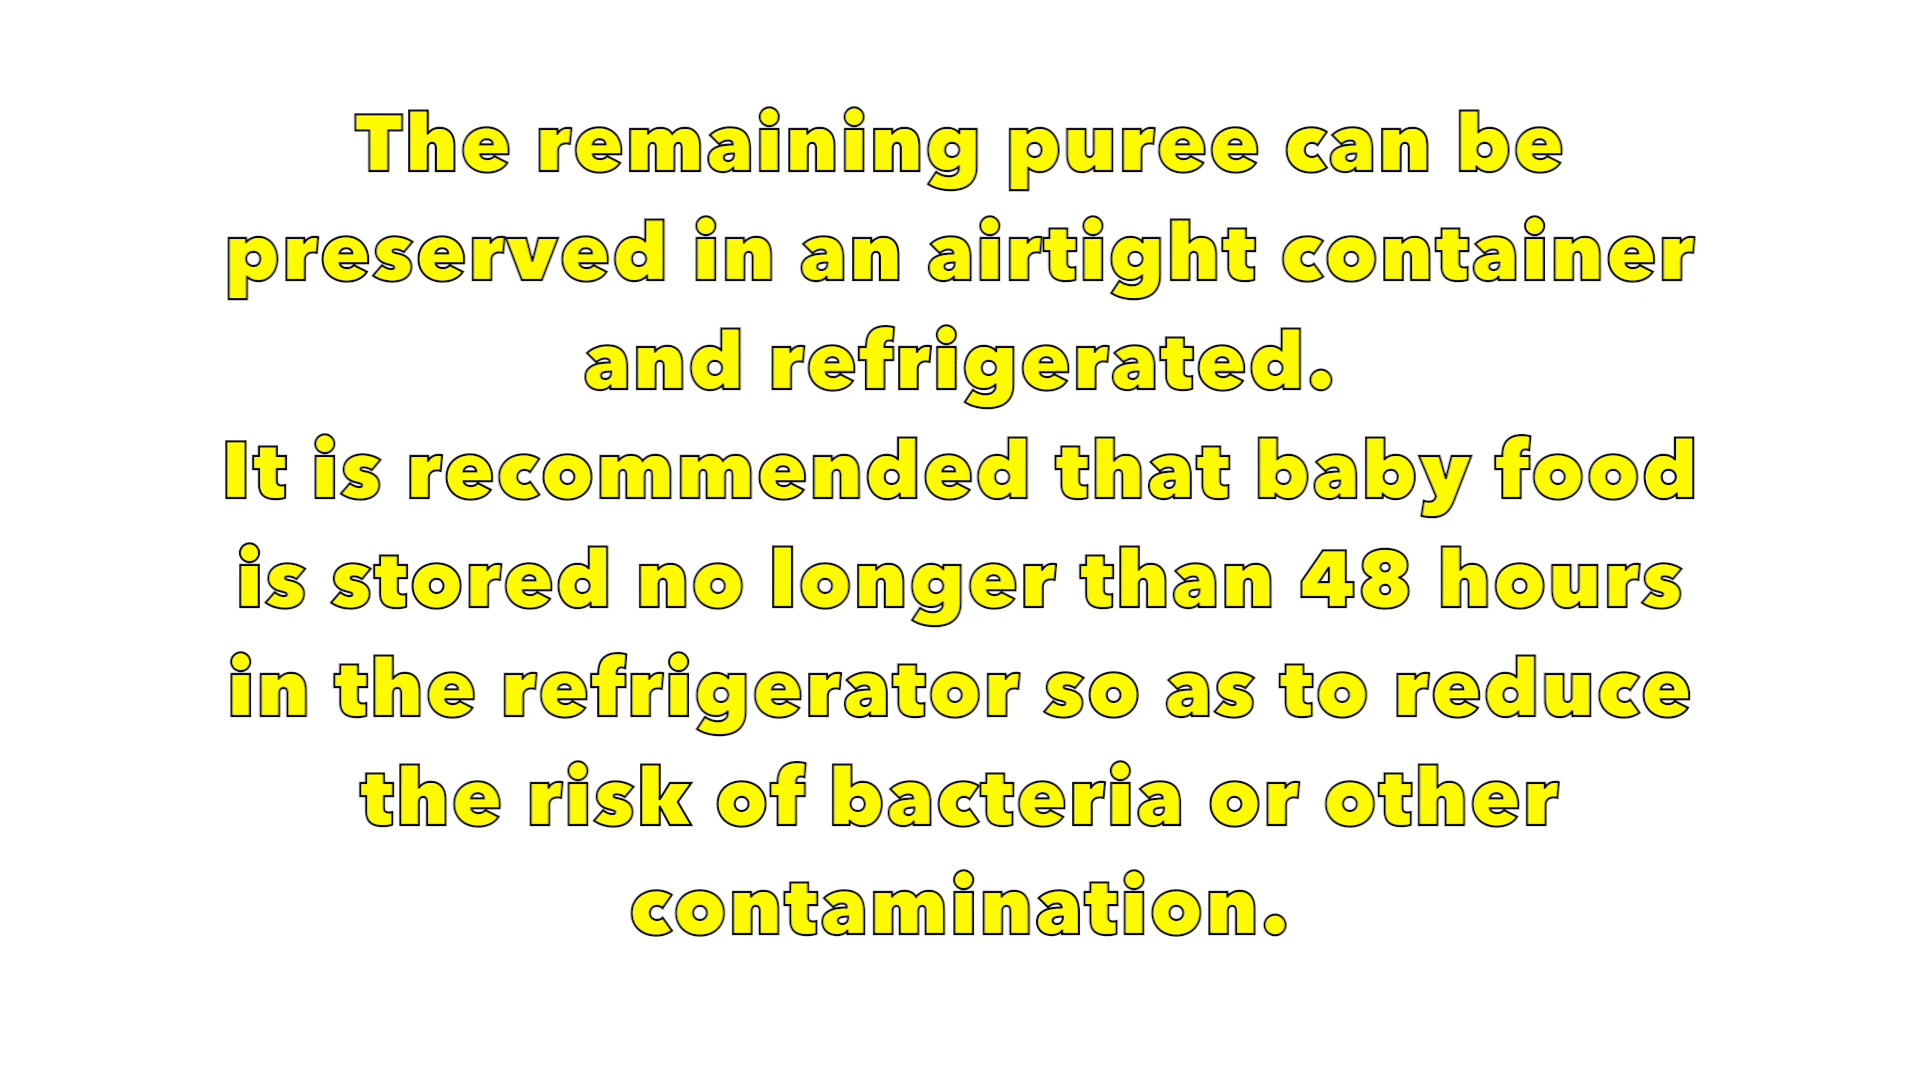 The remaining puree can be
preserved in an airtight container
and refrigerated.
It is recommended that baby food
is stored no longer than 48 hours
in the refrigerator so as to reduce
the risk of bacteria or other
contamination.